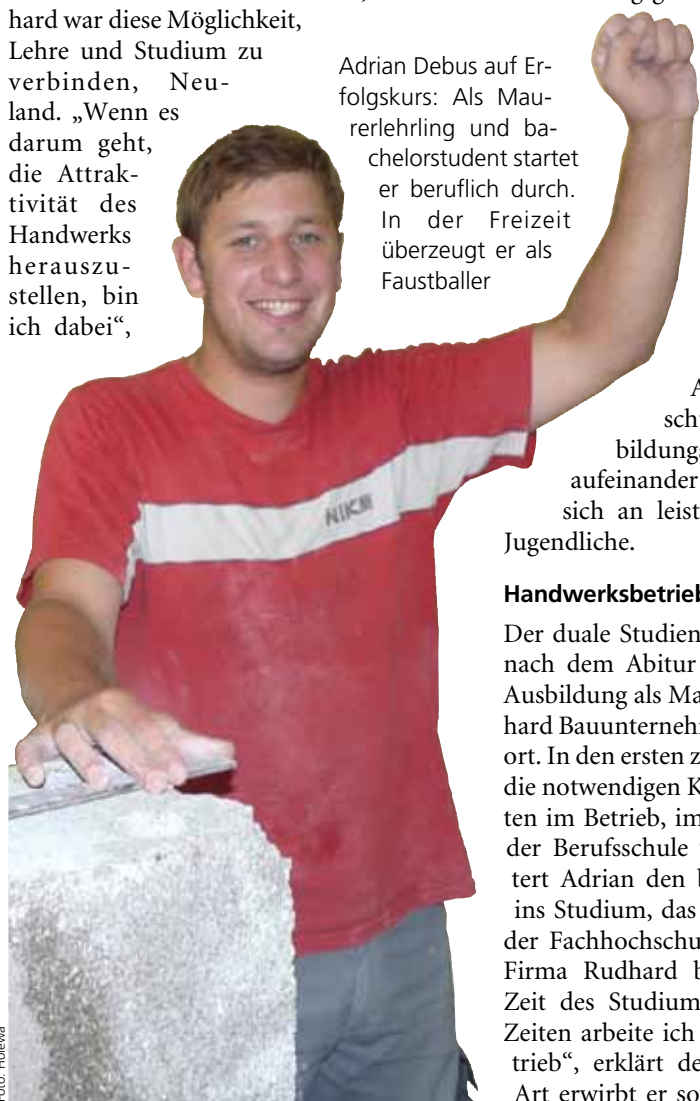 hard war diese Möglichkeit,
Lehre und Studium zu
verbinden, Neu-
land. „Wenn es
darum geht,
die Attrak-
tivität des
Handwerks
herauszu-
stellen, bin
ich dabei“,
Adrian Debus auf Er-
folgskurs: Als Mau-
rerlehrling und ba-
chelorstudent startet
er beruflich durch.
In der Freizeit
überzeugt er als
Faustballer
NIKE
A
sch
bildung
aufeinander
sich an leist
Jugendliche.
Handwerksbetrieb
Der duale Studien
nach dem Abitur
Ausbildung als Ma
hard Bauunterneh
ort. In den ersten z
die notwendigen K
ten im Betrieb, im
der Berufsschule
tert Adrian den b
ins Studium, das
der Fachhochschu
Firma Rudhard b
Zeit des Studium
Zeiten arbeite ich
trieb“, erklärt de
Art erwirbt er so
Foto: Holewa